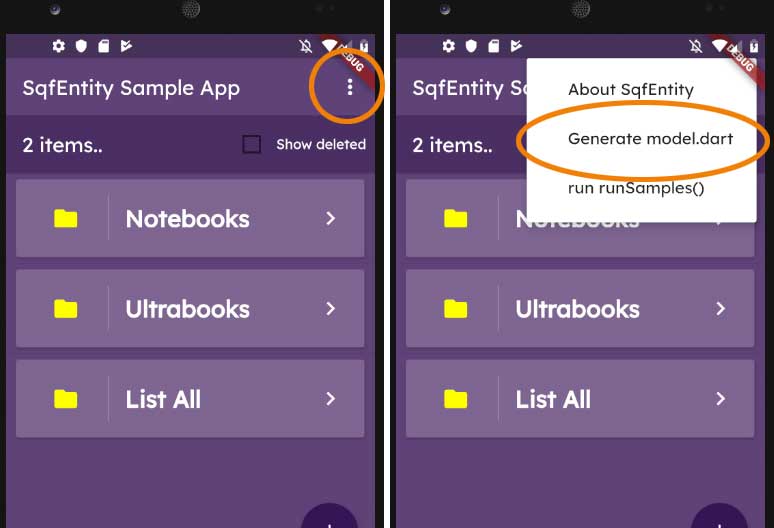 DEBUG
SqfEntity Sample App
2 items..
Show deleted
Notebooks
Ultrabooks
List All
DEBUG
SqfEntity S
About SqfEntity
Generate model.dart
run runSamples()
2 items..
Notebooks
Ultrabooks
List All